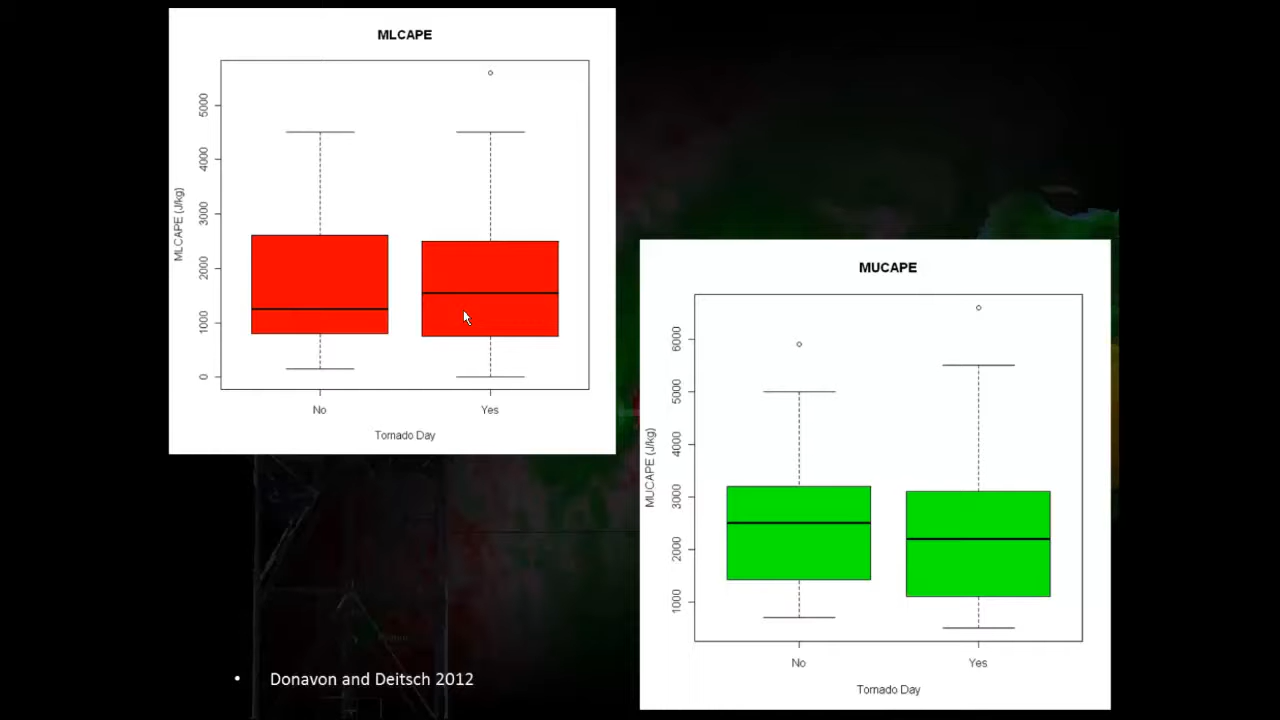 MLCAPE
MLCAPE (J/kg)
5000
4000
3000
2000
1000
0
No
Yes
Tornado Day
MUCAPE
MUCAPE (J/kg)
6000
5000
4000
3000
2000
1000
No
Yes
Tornado Day
• Donavon and Deitsch 2012